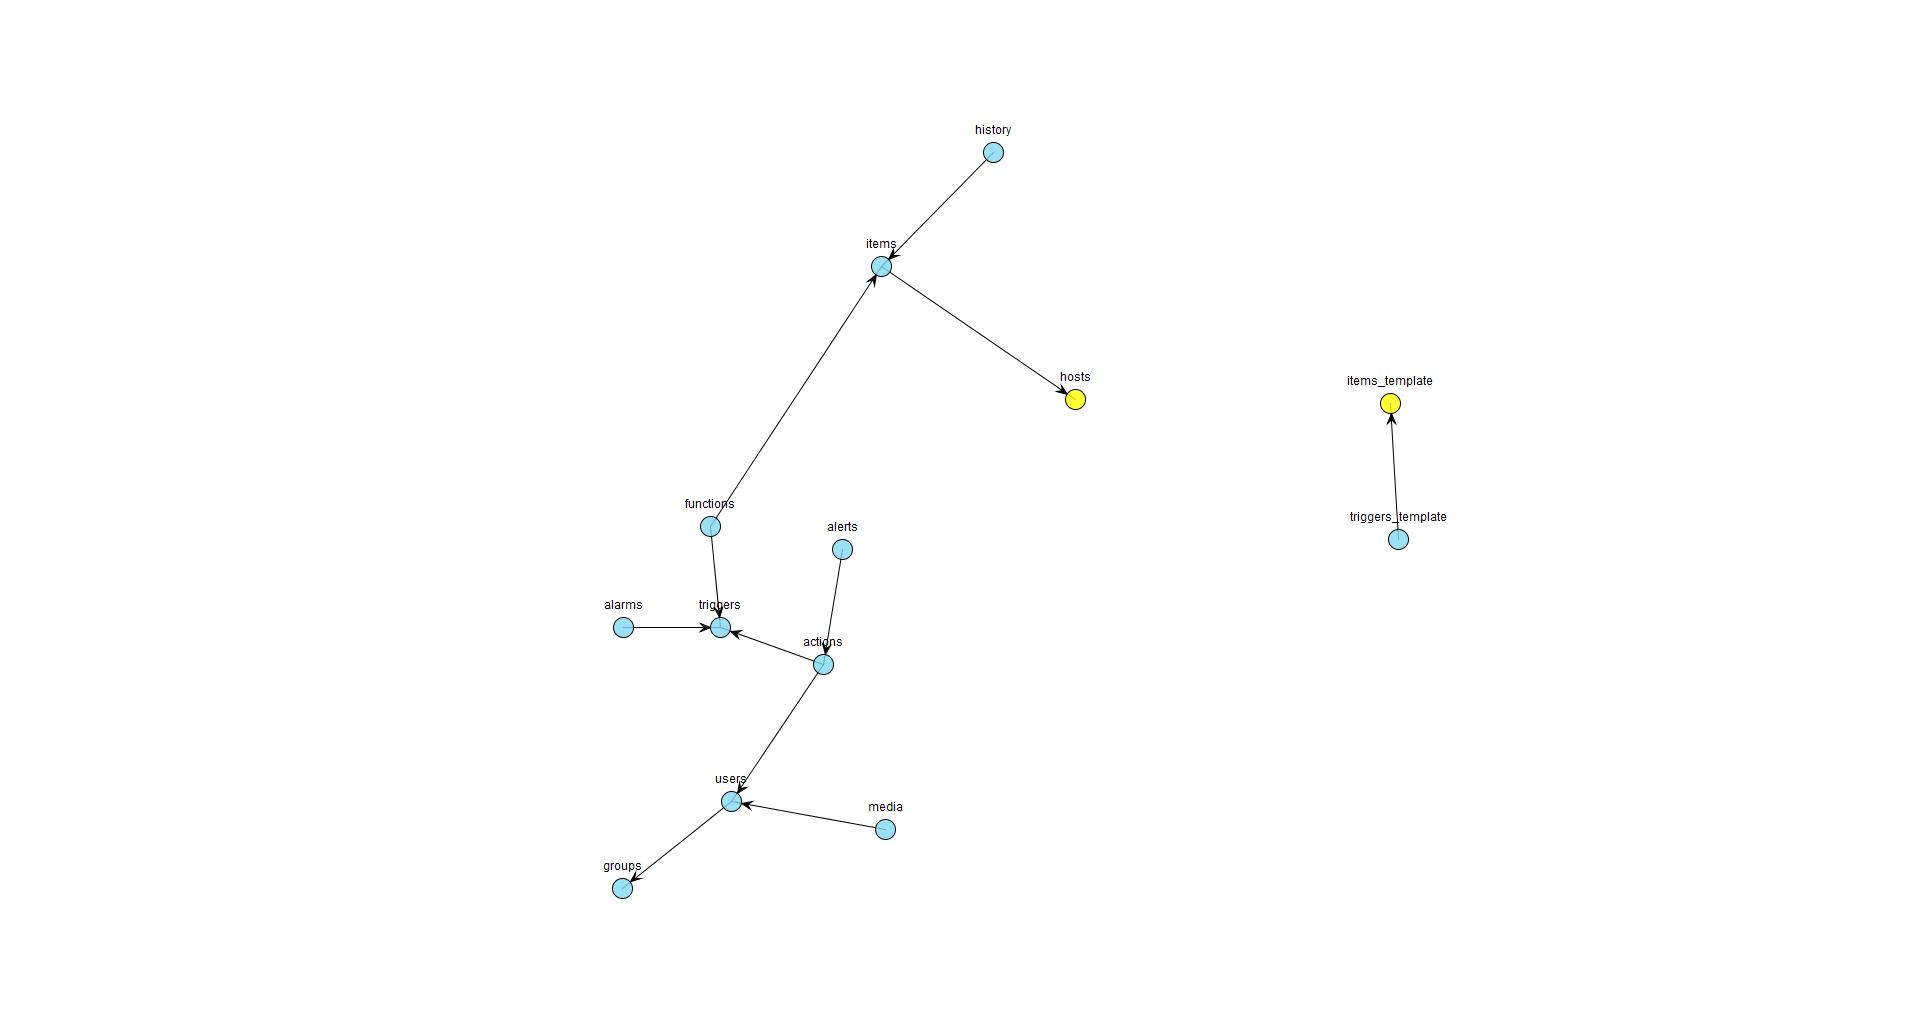 history
items
hosts
items_template
functions
triggers_template
alerts
alarms
triggers
actions
users
media
groups